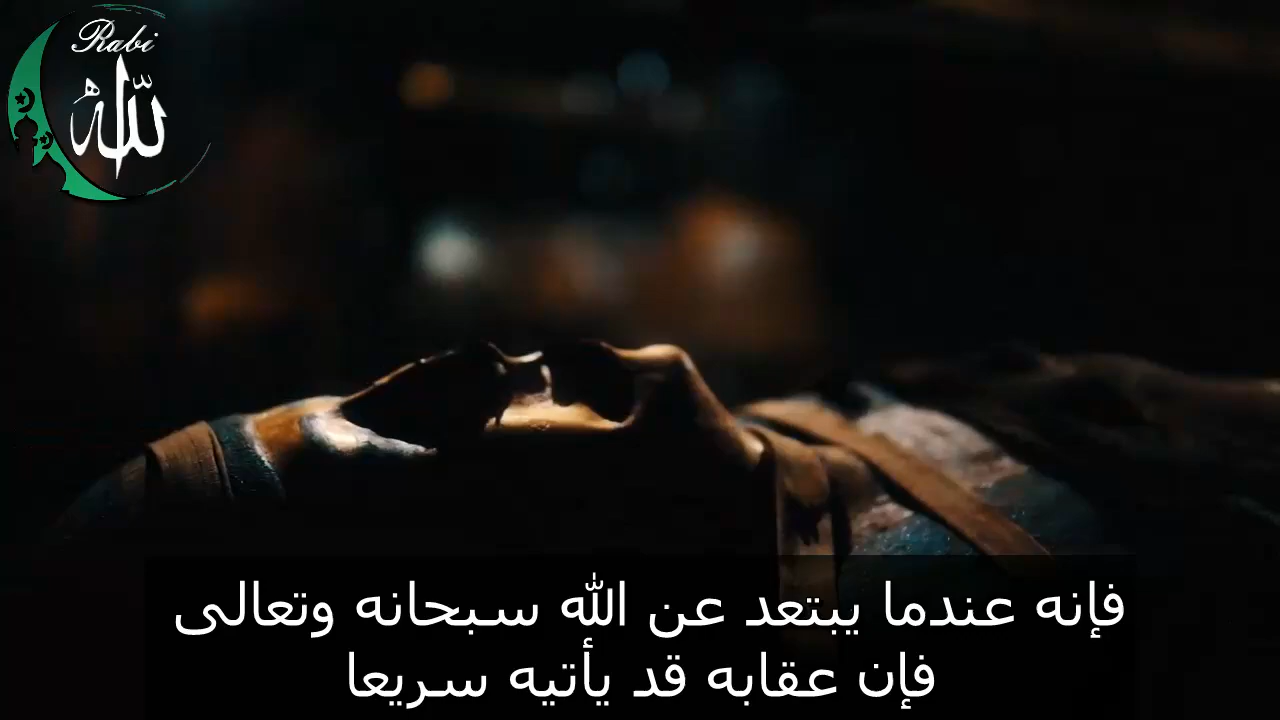 Rabi
الله
فإنه عندما يبتعد عن الله سبحانه وتعالى
فإن عقابه قد يأتيه سريعا